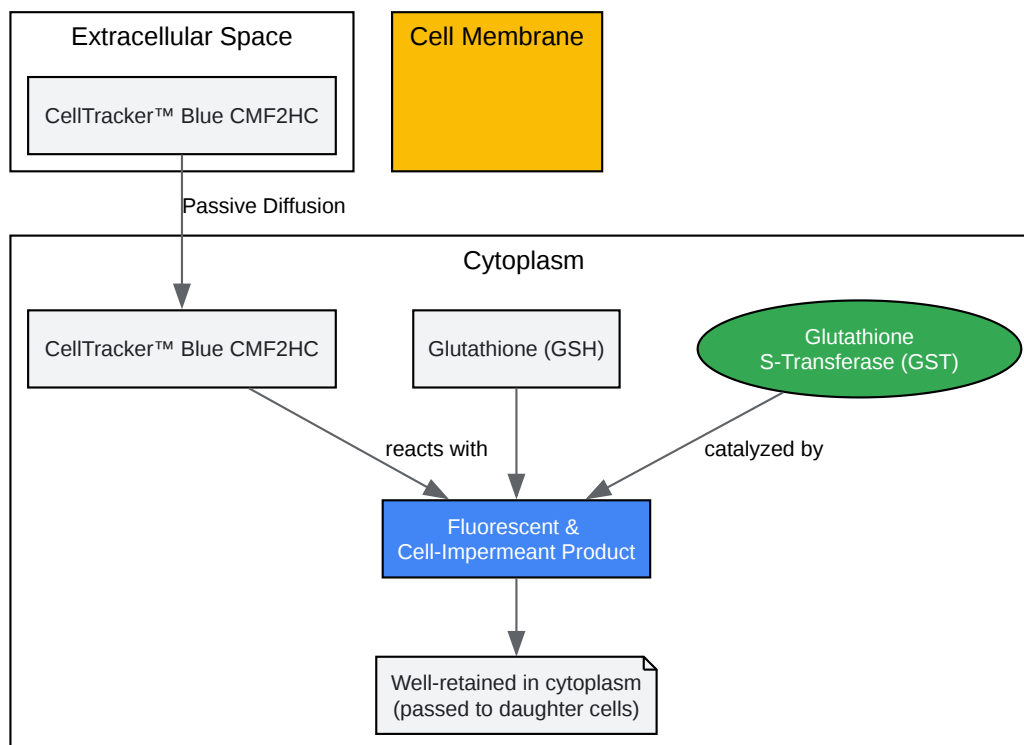 Extracellular Space
Cell Membrane
CellTracker™ Blue CMF2HC
Passive Diffusion
Cytoplasm
CellTracker™ Blue CMF2HC
Glutathione (GSH)
Glutathione
S-Transferase (GST)
reacts with
catalyzed by
Fluorescent &
Cell-Impermeant Product
Well-retained in cytoplasm
(passed to daughter cells)